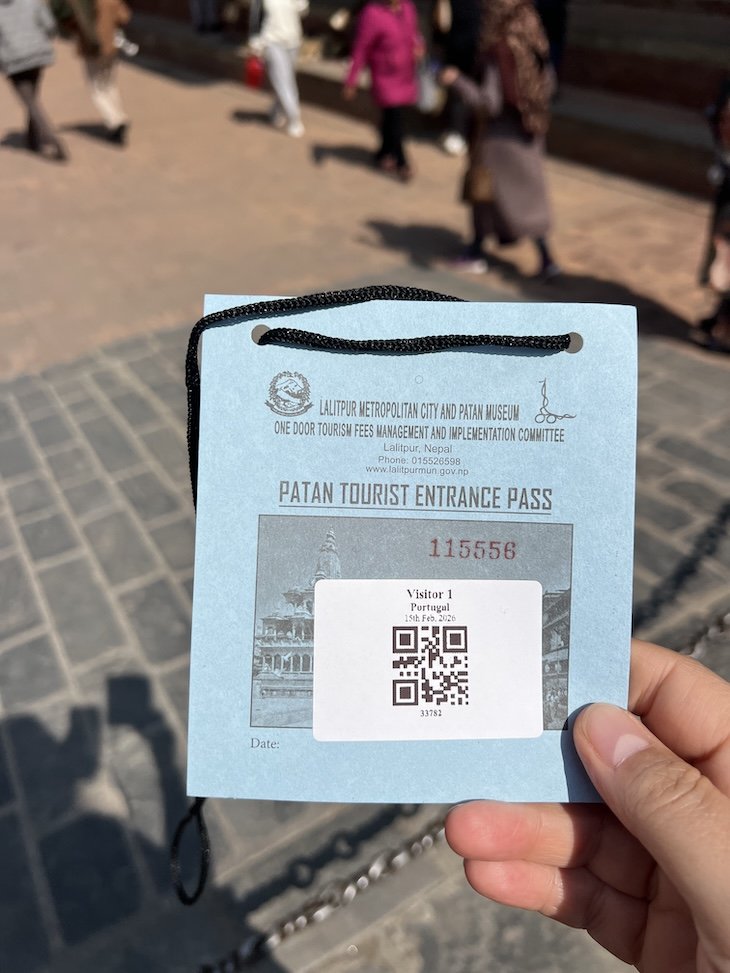 LALITPUR METROPOLITAN CITY AND PATAN MUSEUM
ONE DOOR TOURISM FEES MANAGEMENT AND IMPLEMENTATION COMMITTEE
Lalitpur, Nepal
Phone: 015526598
www.lalitpurmun.gov.np
PATAN TOURIST ENTRANCE PASS
115556
Visitor 1
Portugal
15th Feb, 2026
33782
Date: